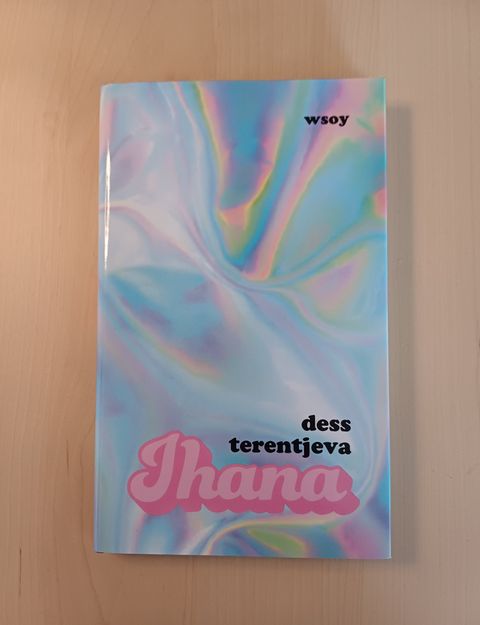 wsoy
dess
terentjeva
Ihana